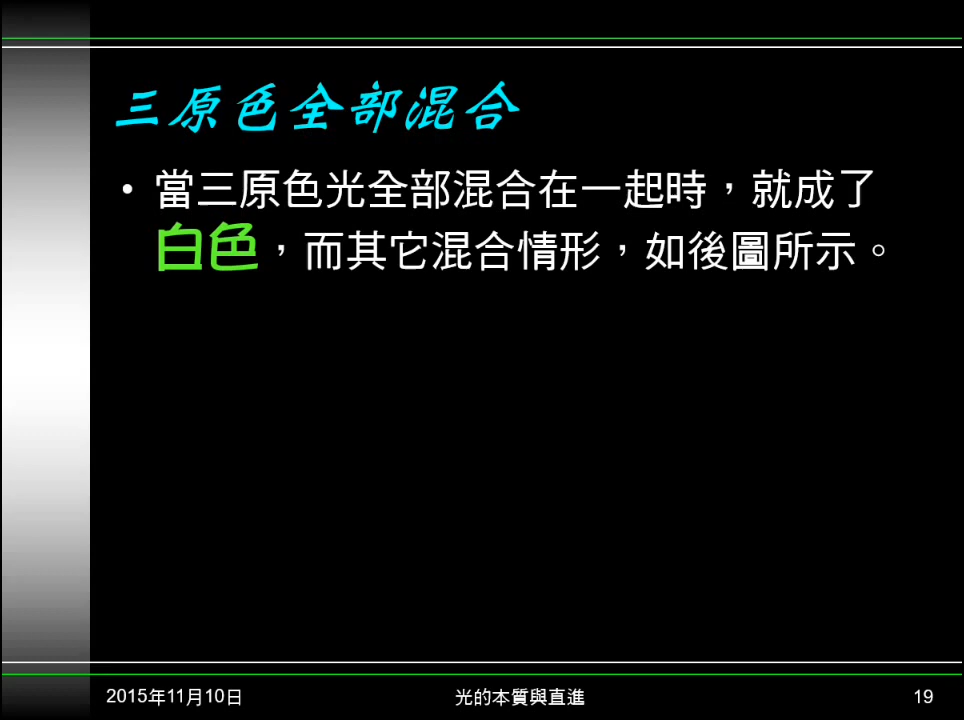 三原色全部混合
• 當三原色光全部混合在一起時，就成了
白色，而其它混合情形，如後圖所示。
2015年11月10日 光的本質與直進 19